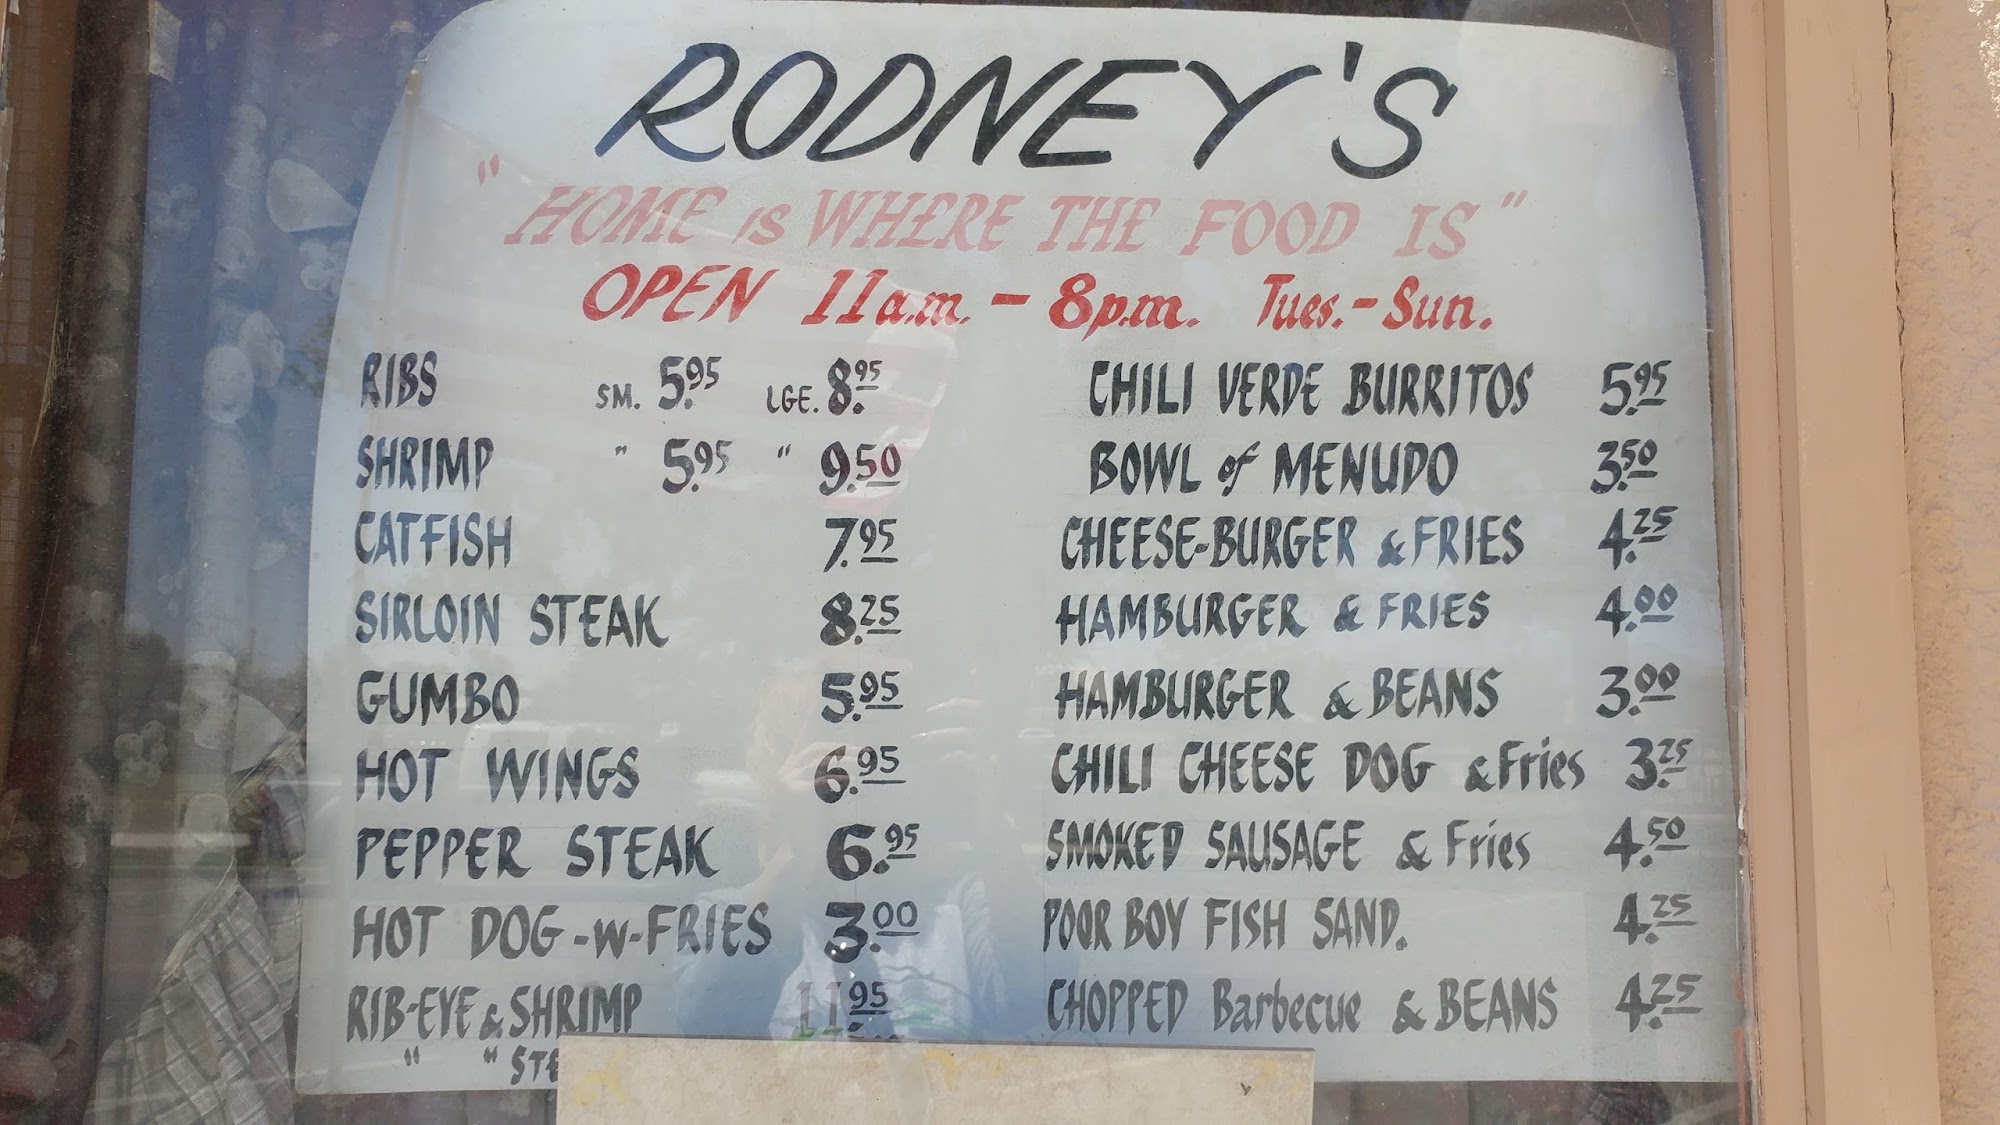 RODNEY'S
"HOME IS WHERE THE FOOD IS"
OPEN 11a.m. - 8p.m. Tues. - Sun.
RIBS SM. 5.95 LGE. 8.95
SHRIMP " 5.95 " 9.50
CATFISH 7.95
SIRLOIN STEAK 8.25
GUMBO 5.95
HOT WINGS 6.95
PEPPER STEAK 6.95
HOT DOG -W- FRIES 3.00
RIB-EYE & SHRIMP 11.95
" "
CHILI VERDE BURRITOS 5.95
BOWL of MENUDO 3.50
CHEESE-BURGER & FRIES 4.25
HAMBURGER & FRIES 4.00
HAMBURGER & BEANS 3.00
CHILI CHEESE DOG & Fries 3.25
SMOKED SAUSAGE & Fries 4.50
POOR BOY FISH SAND. 4.25
CHOPPED Barbecue & BEANS 4.25